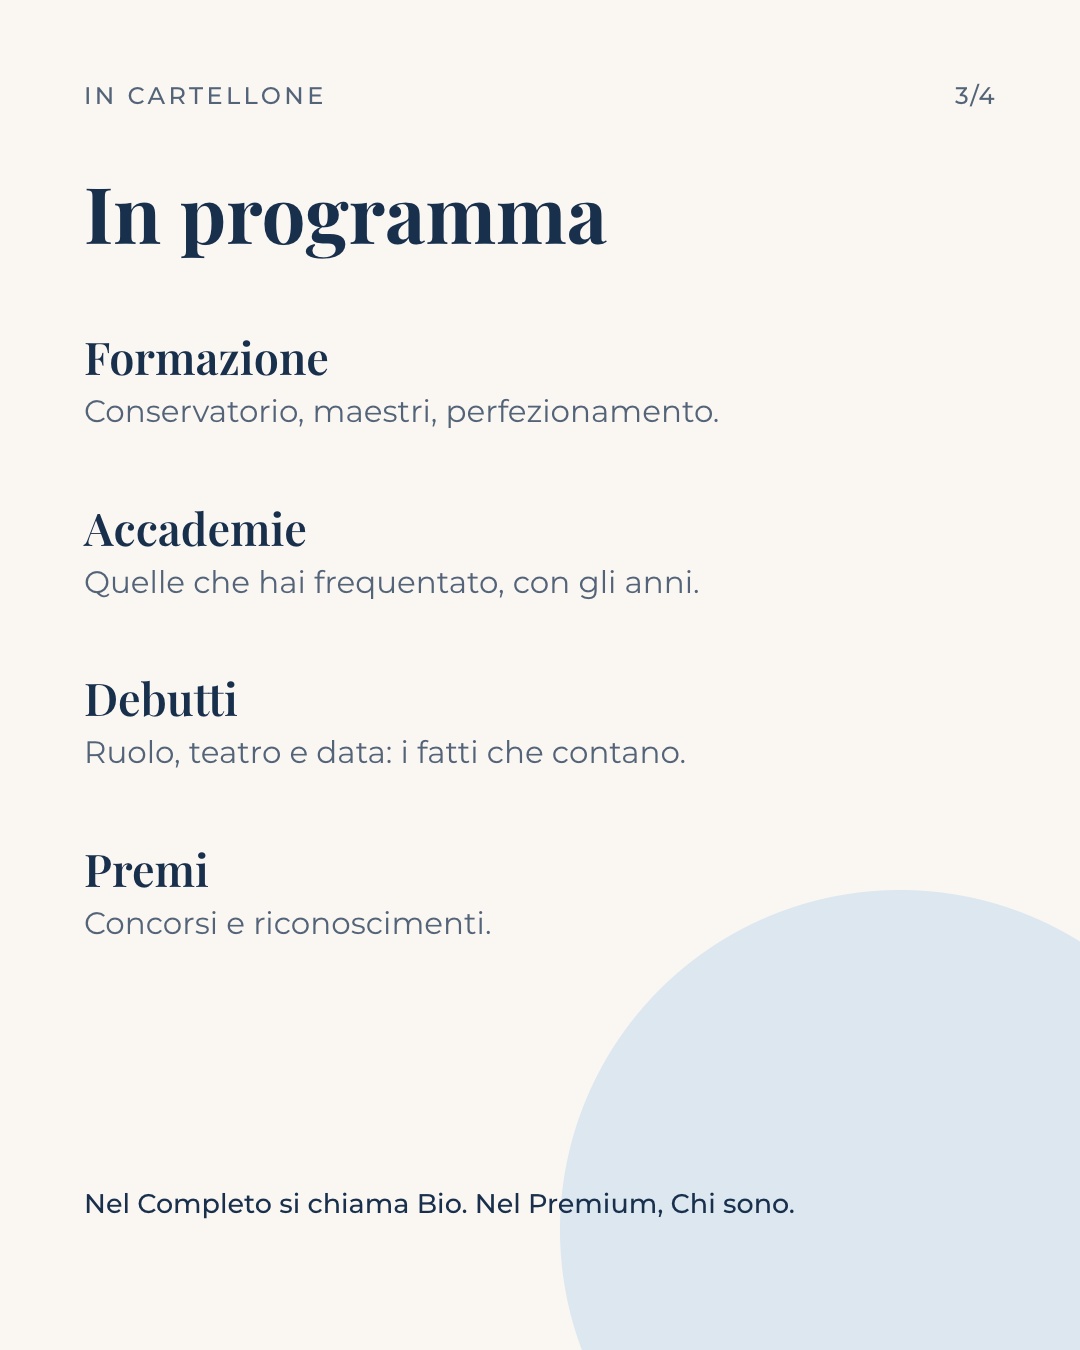 IN CARTELLONE
3/4
In programma
Formazione
Conservatorio, maestri, perfezionamento.
Accademie
Quelle che hai frequentato, con gli anni.
Debutti
Ruolo, teatro e data: i fatti che contano.
Premi
Concorsi e riconoscimenti.
Nel Completo si chiama Bio. Nel Premium, Chi sono.